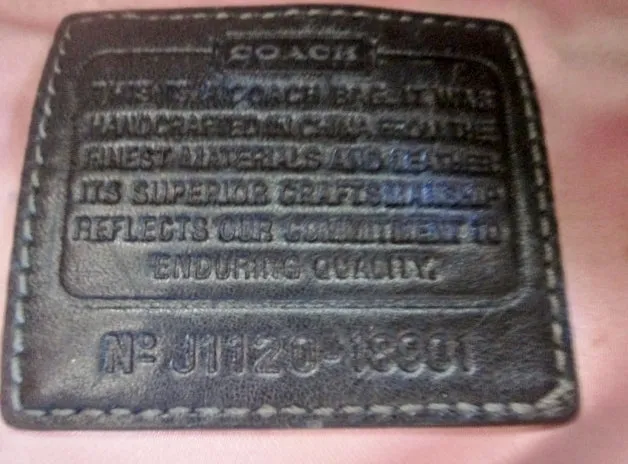 COACH
THIS IS A COACH BAG. IT WAS
HANDCRAFTED IN CHINA FROM THE
FINEST MATERIALS AND LEATHER.
ITS SUPERIOR CRAFTSMANSHIP
REFLECTS OUR COMMITMENT TO
ENDURING QUALITY.
Nº J1120-